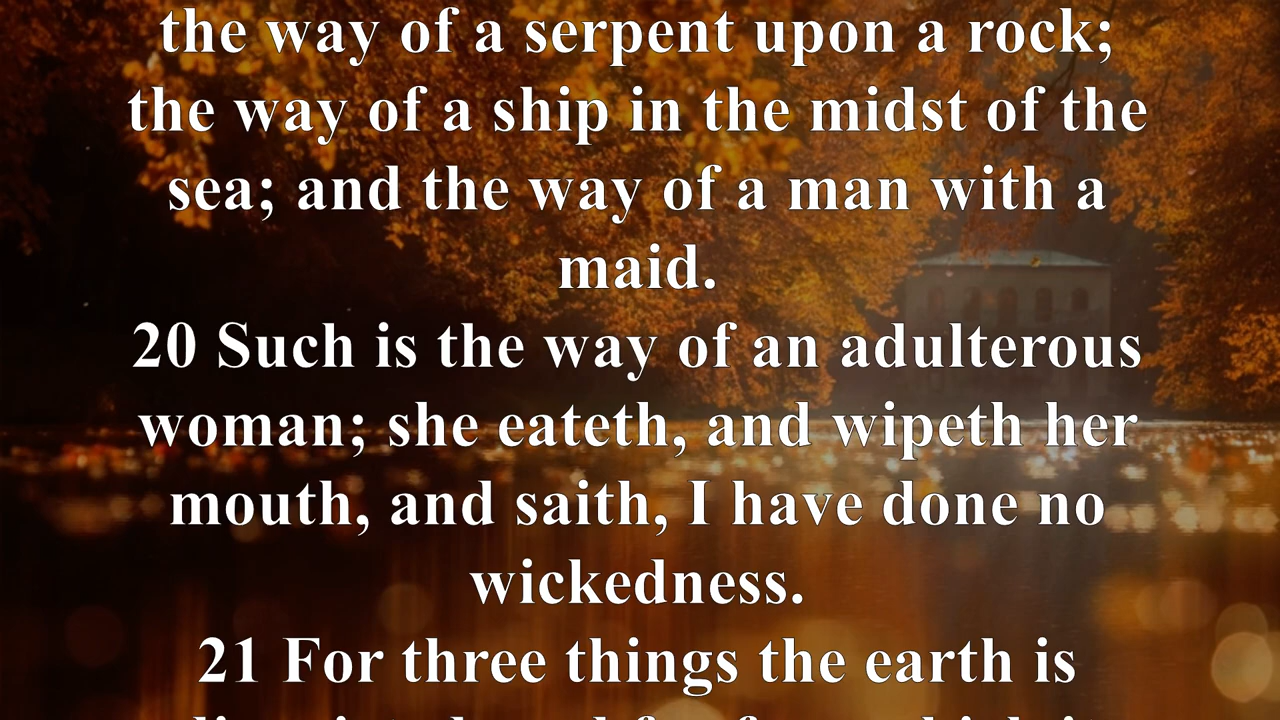 the way of a serpent upon a rock;
the way of a ship in the midst of the
sea; and the way of a man with a
maid.
20 Such is the way of an adulterous
woman; she eateth, and wipeth her
mouth, and saith, I have done no
wickedness.
21 For three things the earth is